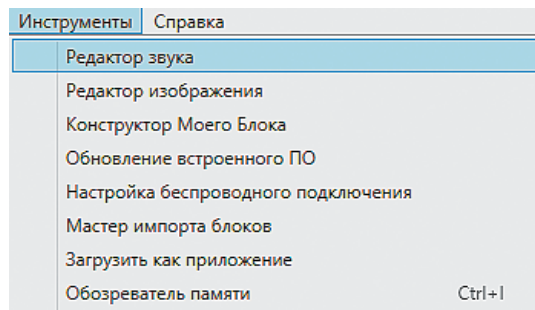 Инструменты Справка
Редактор звука
Редактор изображения
Конструктор Моего Блока
Обновление встроенного ПО
Настройка беспроводного подключения
Мастер импорта блоков
Загрузить как приложение
Обозреватель памяти Ctrl+I